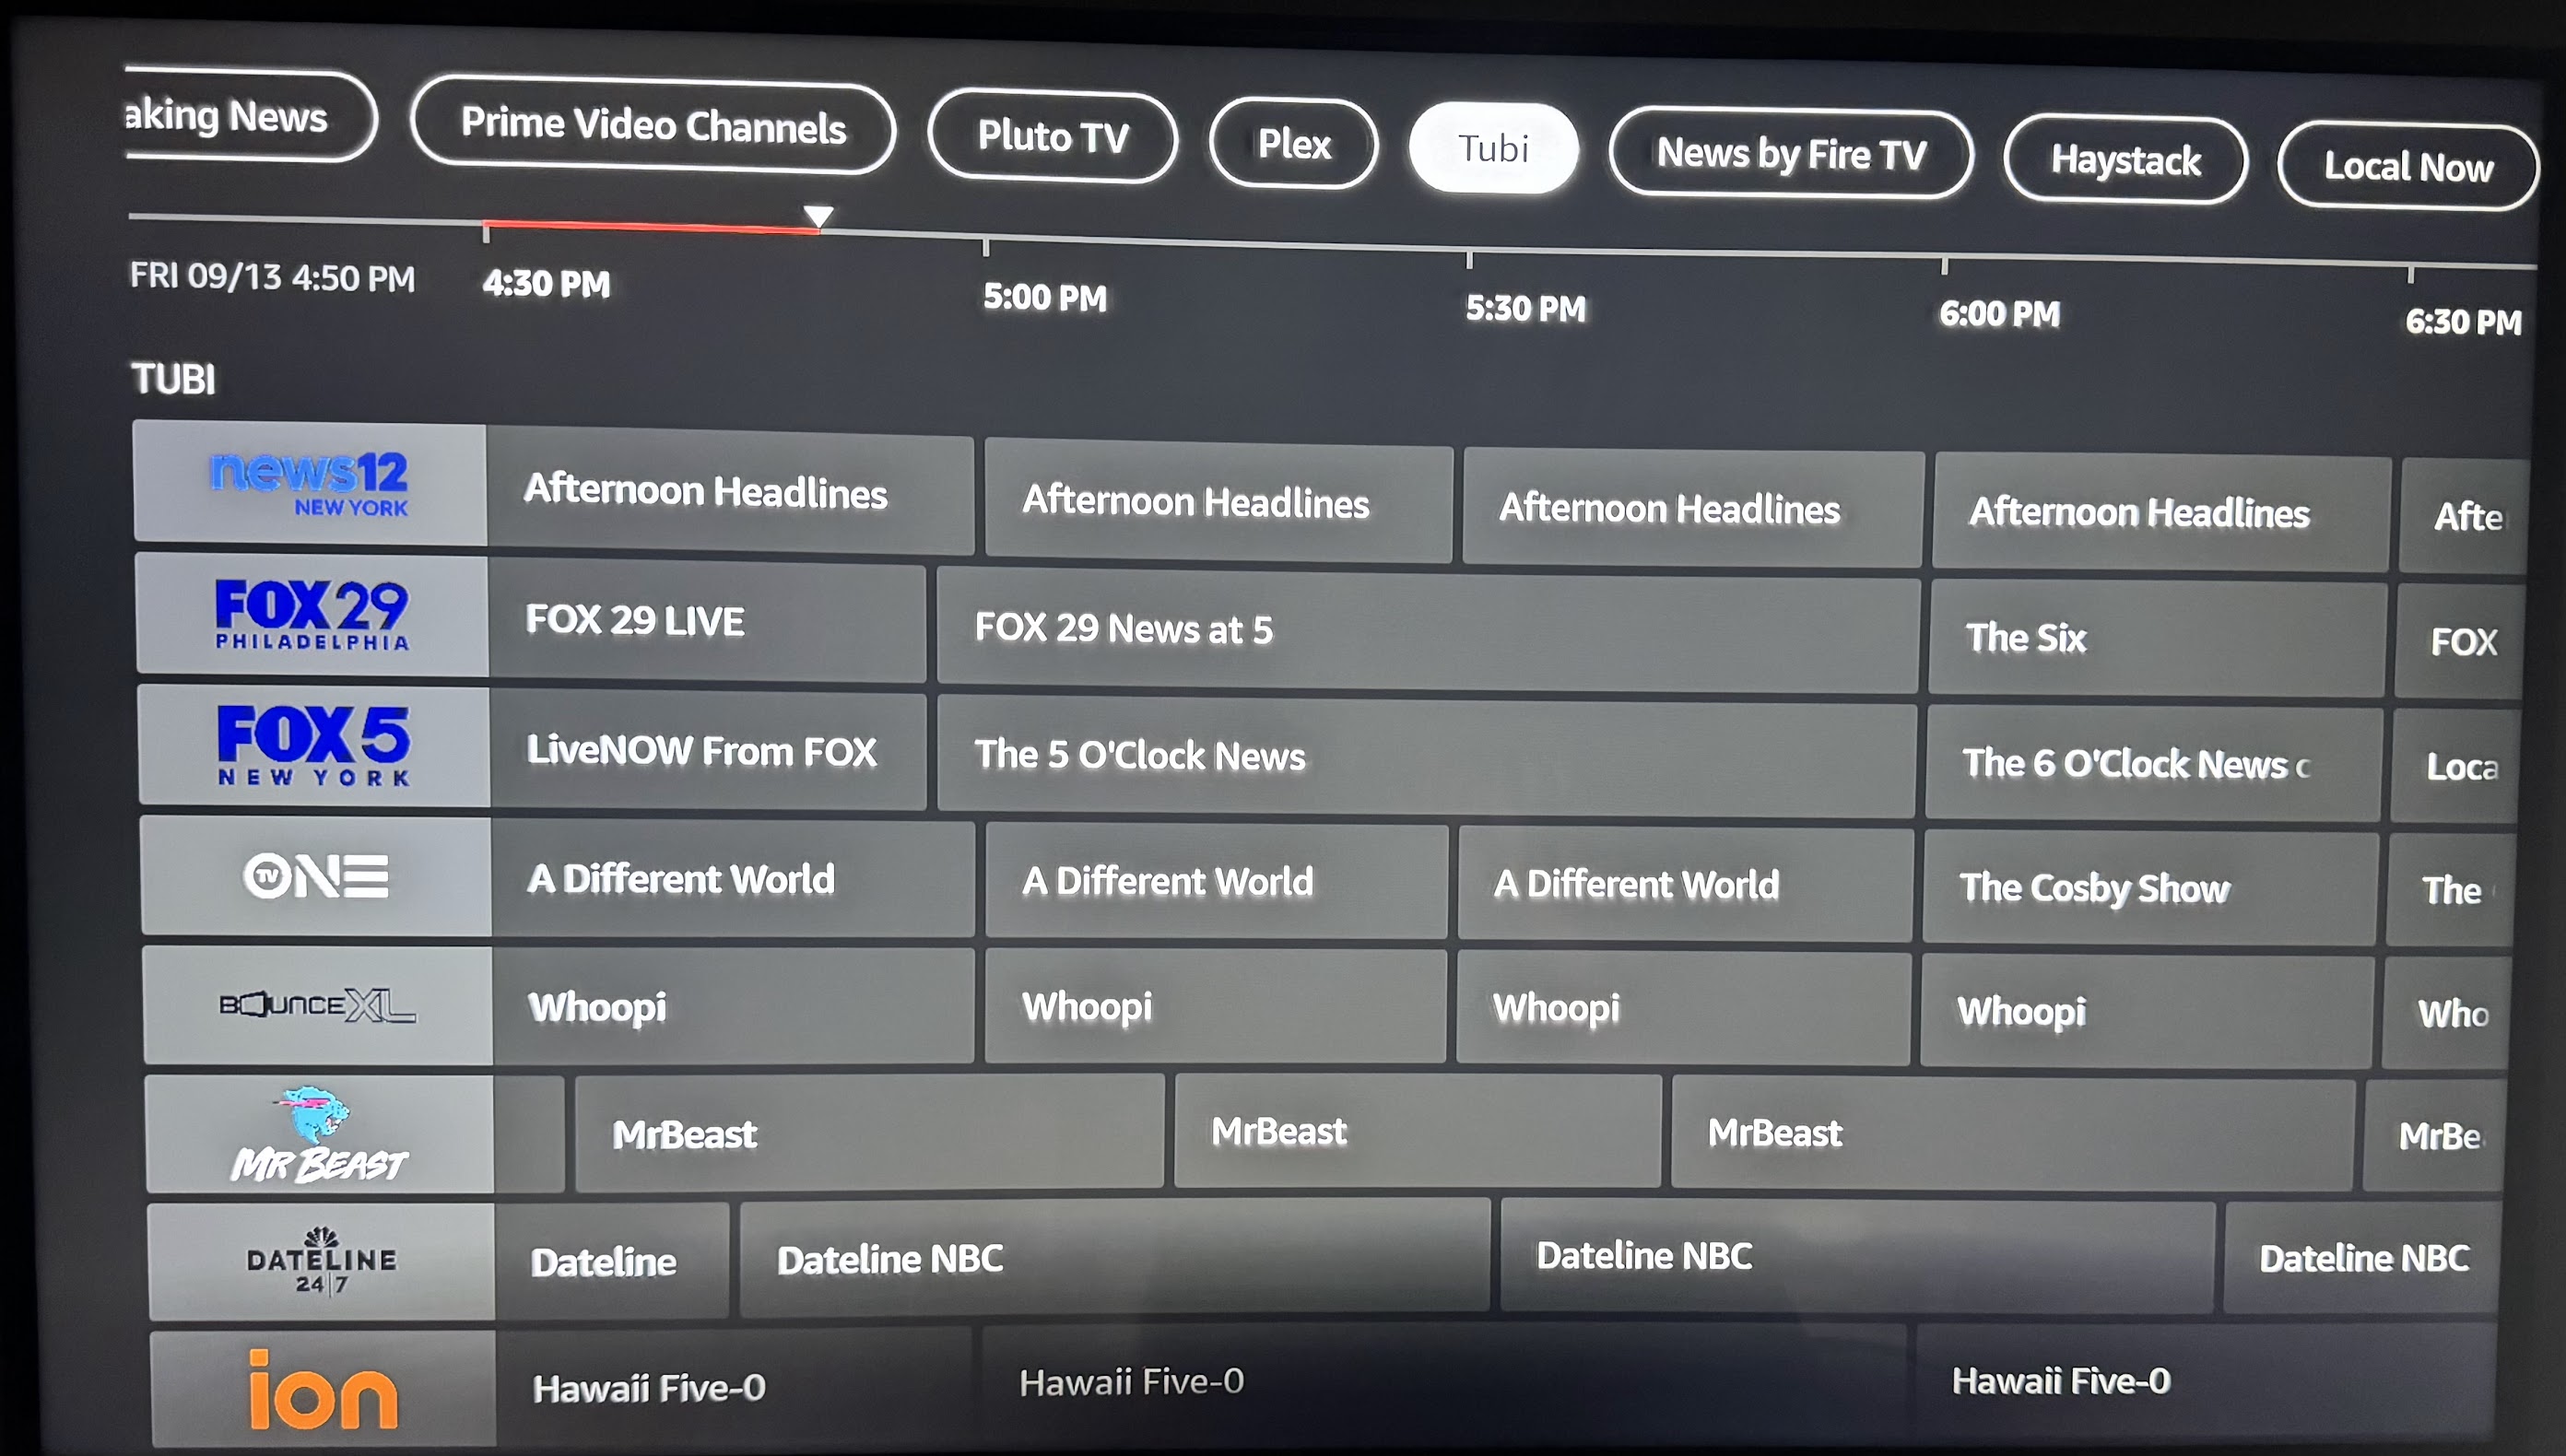 aking News
Prime Video Channels
Pluto TV
Plex
Tubi
News by Fire TV
Haystack
Local Now
FRI 09/13 4:50 PM
4:30 PM
5:00 PM
5:30 PM
6:00 PM
6:30 PM
TUBI
news12
NEW YORK
Afternoon Headlines
Afternoon Headlines
Afternoon Headlines
Afternoon Headlines
Afte
FOX 29
PHILADELPHIA
FOX 29 LIVE
FOX 29 News at 5
The Six
FOX
FOX 5
NEW YORK
LiveNOW From FOX
The 5 O'Clock News
The 6 O'Clock News c
Loca
TV ONE
A Different World
A Different World
A Different World
The Cosby Show
The
BOUNCE XL
Whoopi
Whoopi
Whoopi
Whoopi
Who
MR BEAST
MrBeast
MrBeast
MrBeast
MrBe
DATELINE
24|7
Dateline
Dateline NBC
Dateline NBC
Dateline NBC
ion
Hawaii Five-0
Hawaii Five-0
Hawaii Five-0